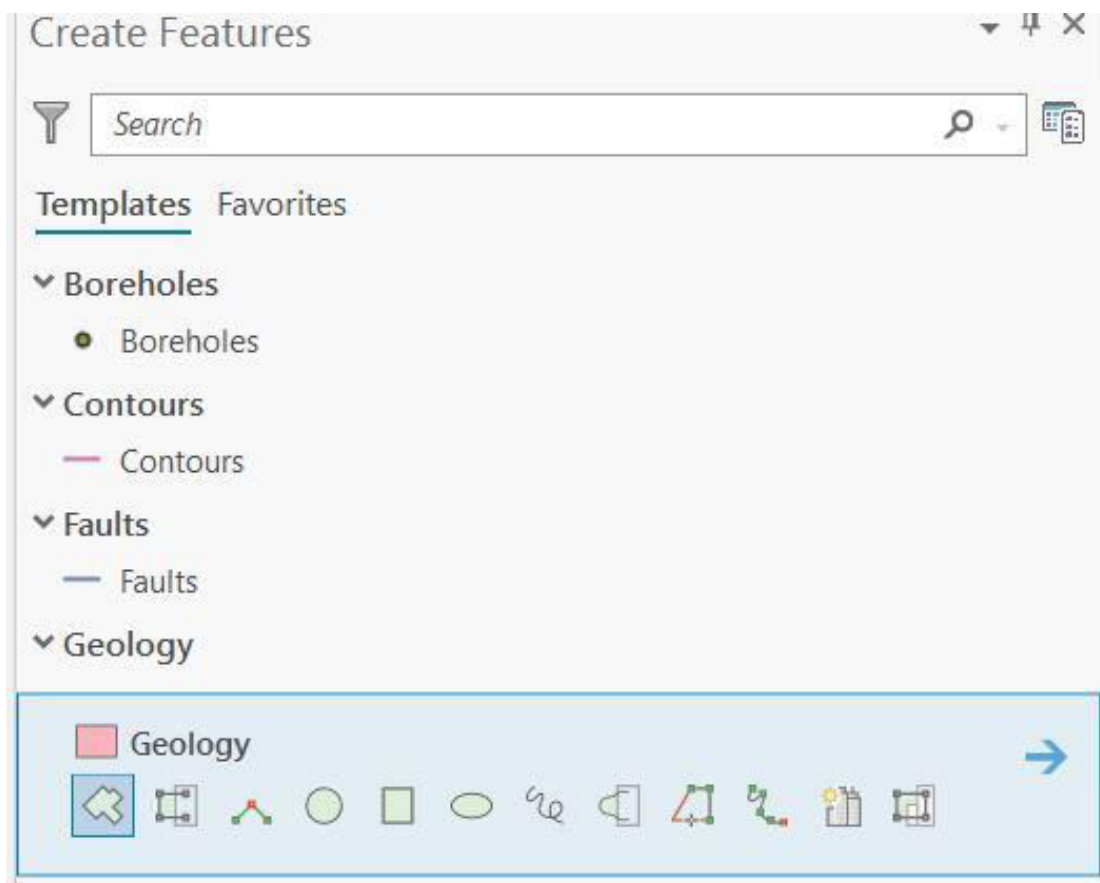 Create Features
Search
Templates Favorites
Boreholes
Boreholes
Contours
Contours
Faults
Faults
Geology
Geology